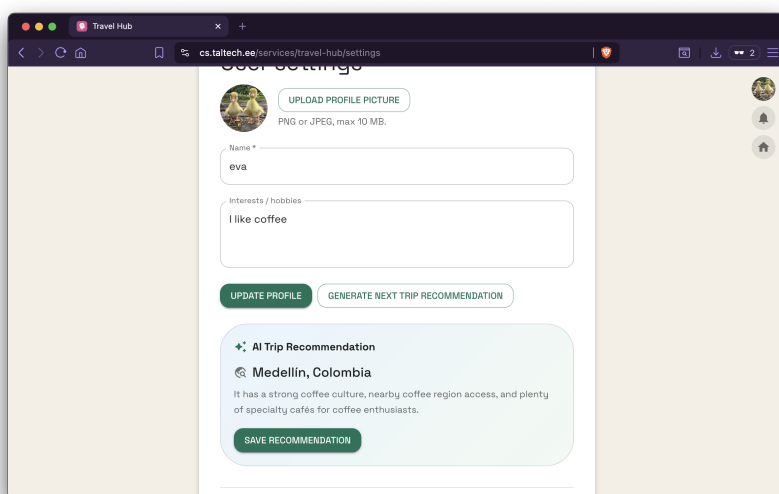 Travel Hub
cs.taltech.ee/services/travel-hub/settings
2
User settings
UPLOAD PROFILE PICTURE
PNG or JPEG, max 10 MB.
Name *
eva
Interests / hobbies
I like coffee
UPDATE PROFILE
GENERATE NEXT TRIP RECOMMENDATION
AI Trip Recommendation
Medellín, Colombia
It has a strong coffee culture, nearby coffee region access, and plenty
of specialty cafés for coffee enthusiasts.
SAVE RECOMMENDATION